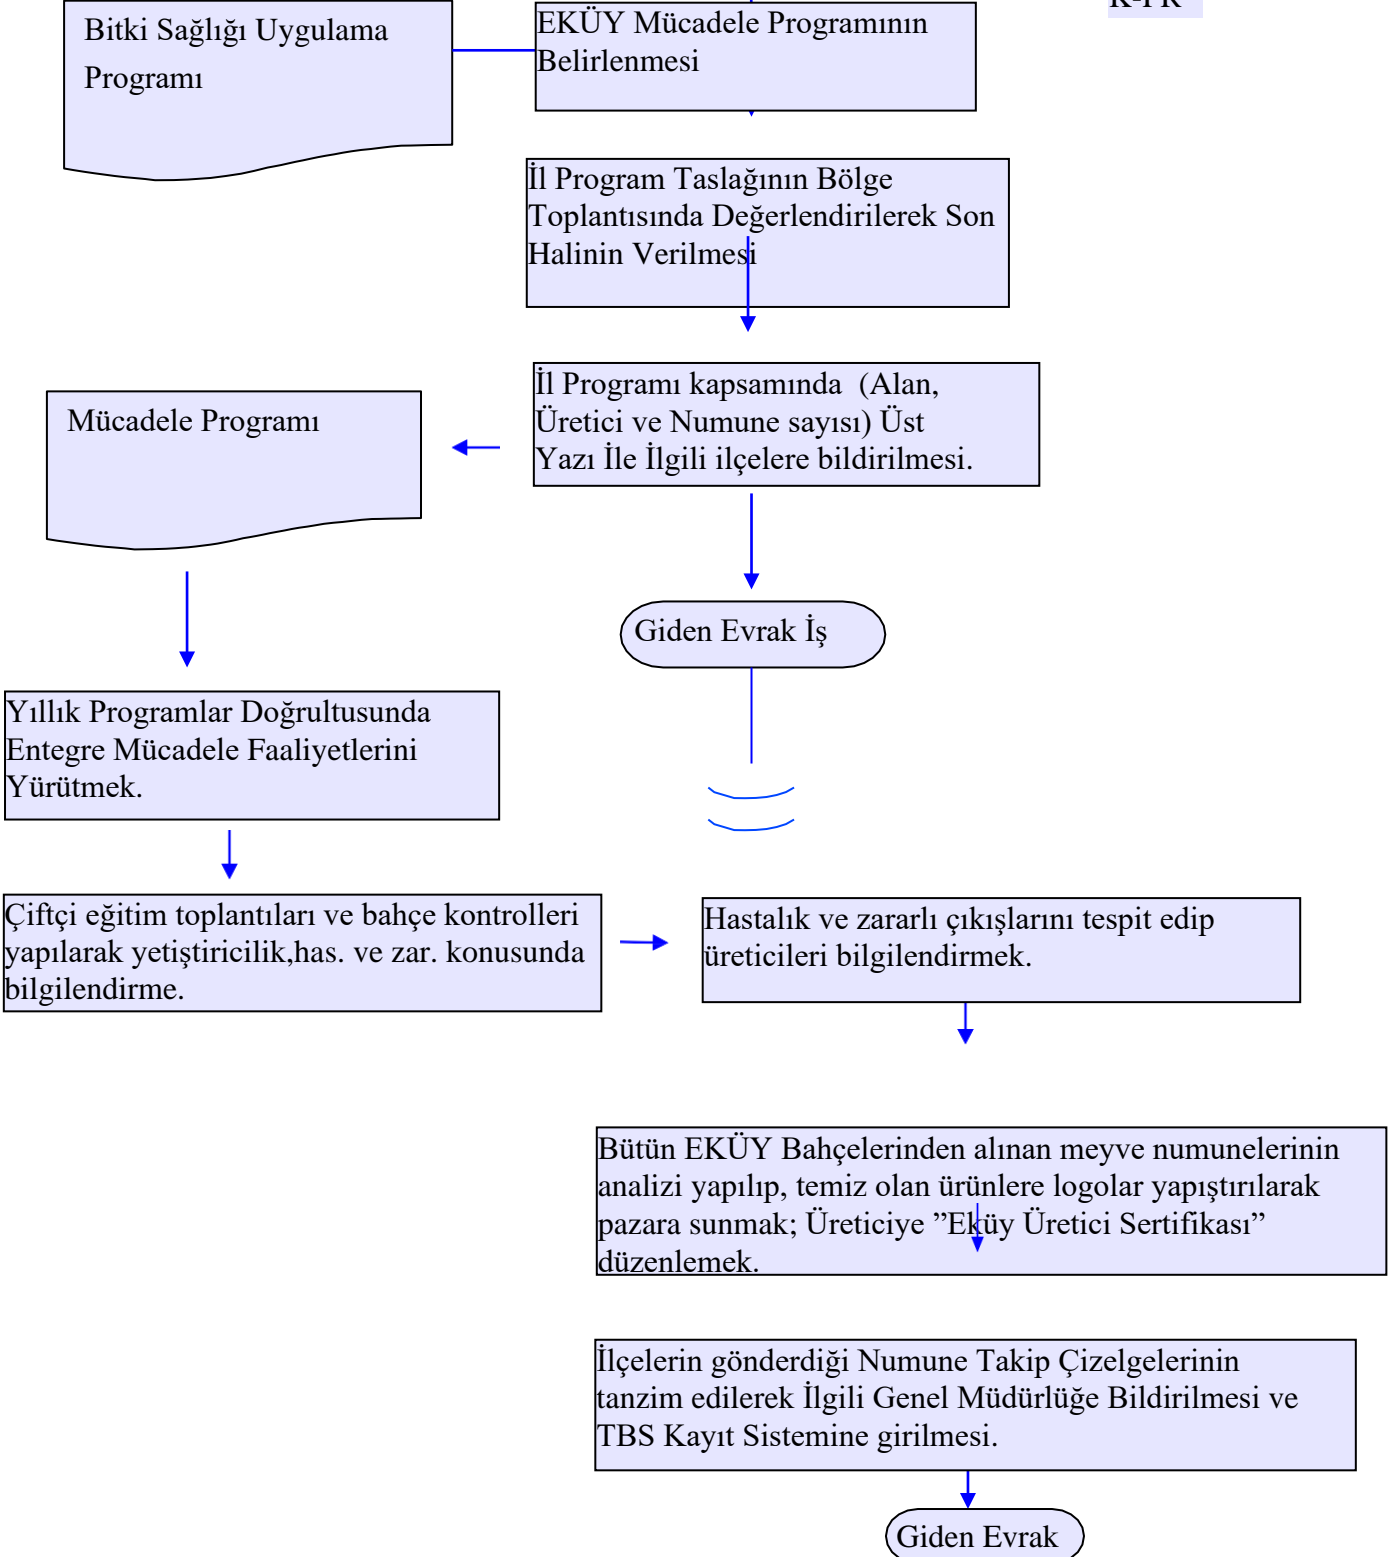 Bitki Sağlığı Uygulama
Programı
EKÜY Mücadele Programının
Belirlenmesi
İl Program Taslağının Bölge
Toplantısında Değerlendirilerek Son
Halinin Verilmesi
İl Programı kapsamında  (Alan,
Üretici ve Numune sayısı) Üst
Yazı İle İlgili ilçelere bildirilmesi.
Mücadele Programı
Giden Evrak İş
Yıllık Programlar Doğrultusunda
Entegre Mücadele Faaliyetlerini
Yürütmek.
Çiftçi eğitim toplantıları ve bahçe kontrolleri
yapılarak yetiştiricilik,has. ve zar. konusunda
bilgilendirme.
Hastalık ve zararlı çıkışlarını tespit edip
üreticileri bilgilendirmek.
Bütün EKÜY Bahçelerinden alınan meyve numunelerinin
analizi yapılıp, temiz olan ürünlere logolar yapıştırılarak
pazara sunmak; Üreticiye ”Eküy Üretici Sertifikası”
düzenlemek.
İlçelerin gönderdiği Numune Takip Çizelgelerinin
tanzim edilerek İlgili Genel Müdürlüğe Bildirilmesi ve
TBS Kayıt Sistemine girilmesi.
Giden Evrak